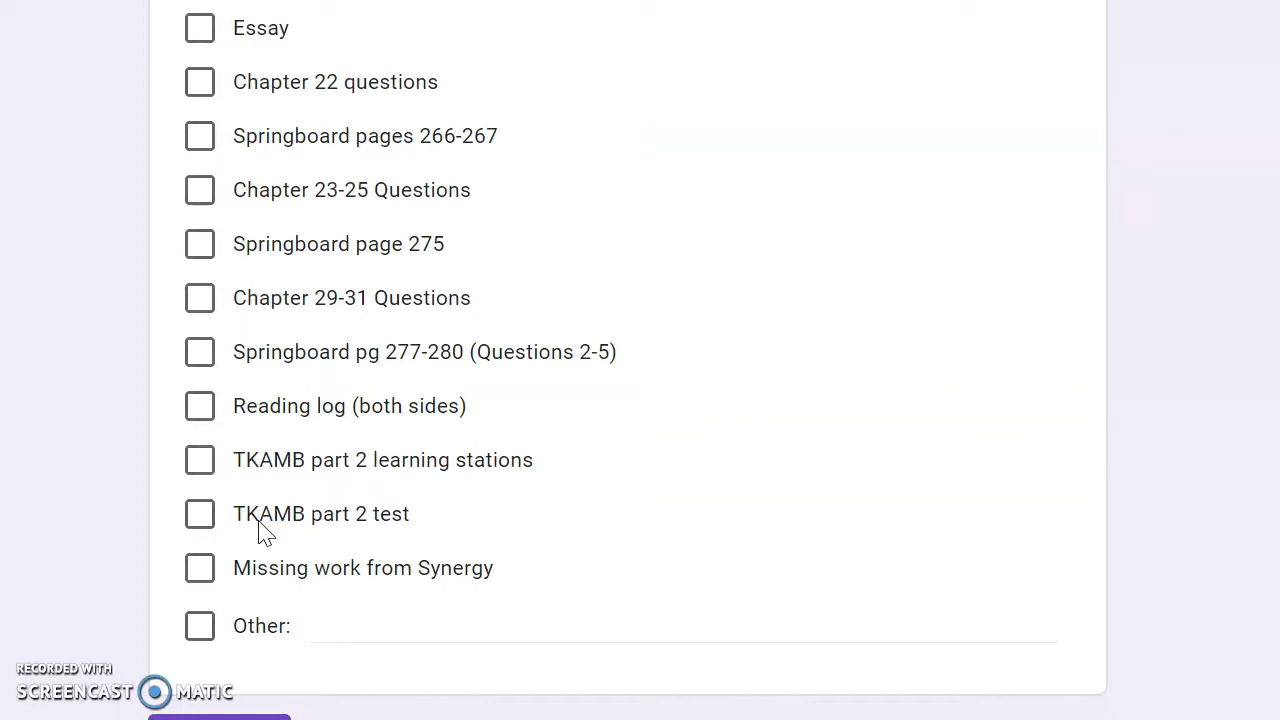 Essay
Chapter 22 questions
Springboard pages 266-267
Chapter 23-25 Questions
Springboard page 275
Chapter 29-31 Questions
Springboard pg 277-280 (Questions 2-5)
Reading log (both sides)
TKAMB part 2 learning stations
TKAMB part 2 test
Missing work from Synergy
Other:
RECORDED WITH
SCREENCAST MATIC